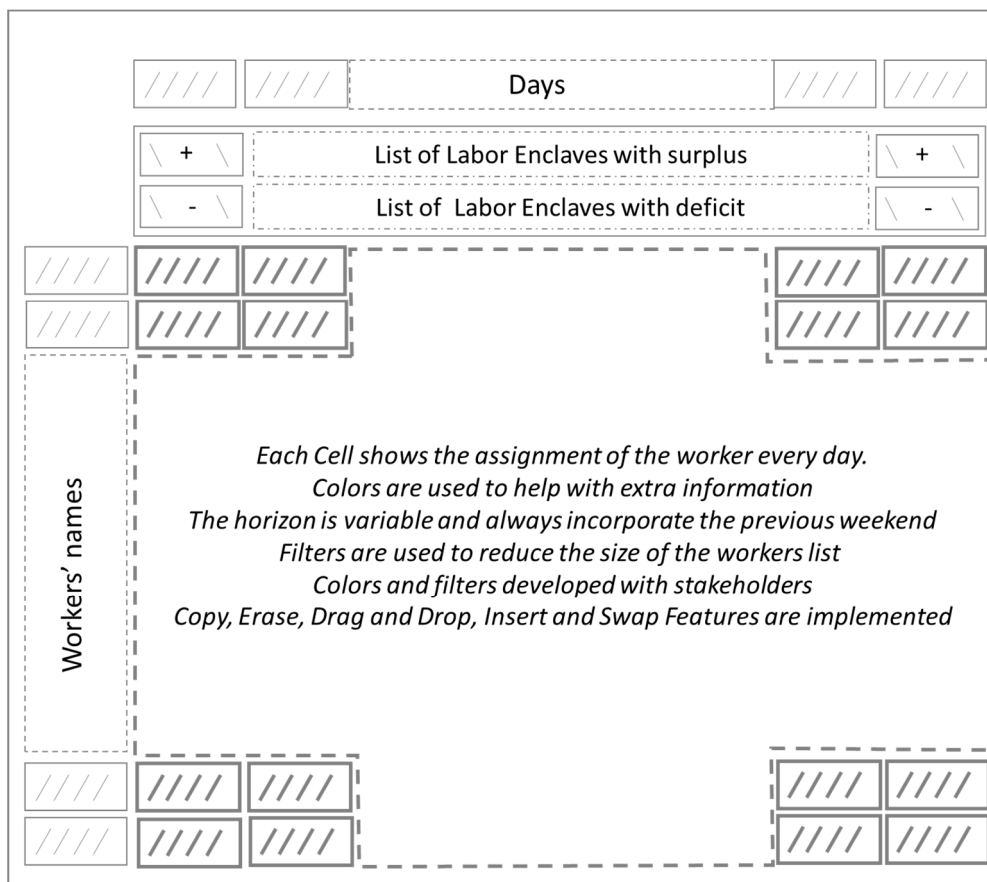 Days
+
List of Labor Enclaves with surplus
+
-
List of Labor Enclaves with deficit
-
Workers' names
Each Cell shows the assignment of the worker every day.
Colors are used to help with extra information
The horizon is variable and always incorporate the previous weekend
Filters are used to reduce the size of the workers list
Colors and filters developed with stakeholders
Copy, Erase, Drag and Drop, Insert and Swap Features are implemented